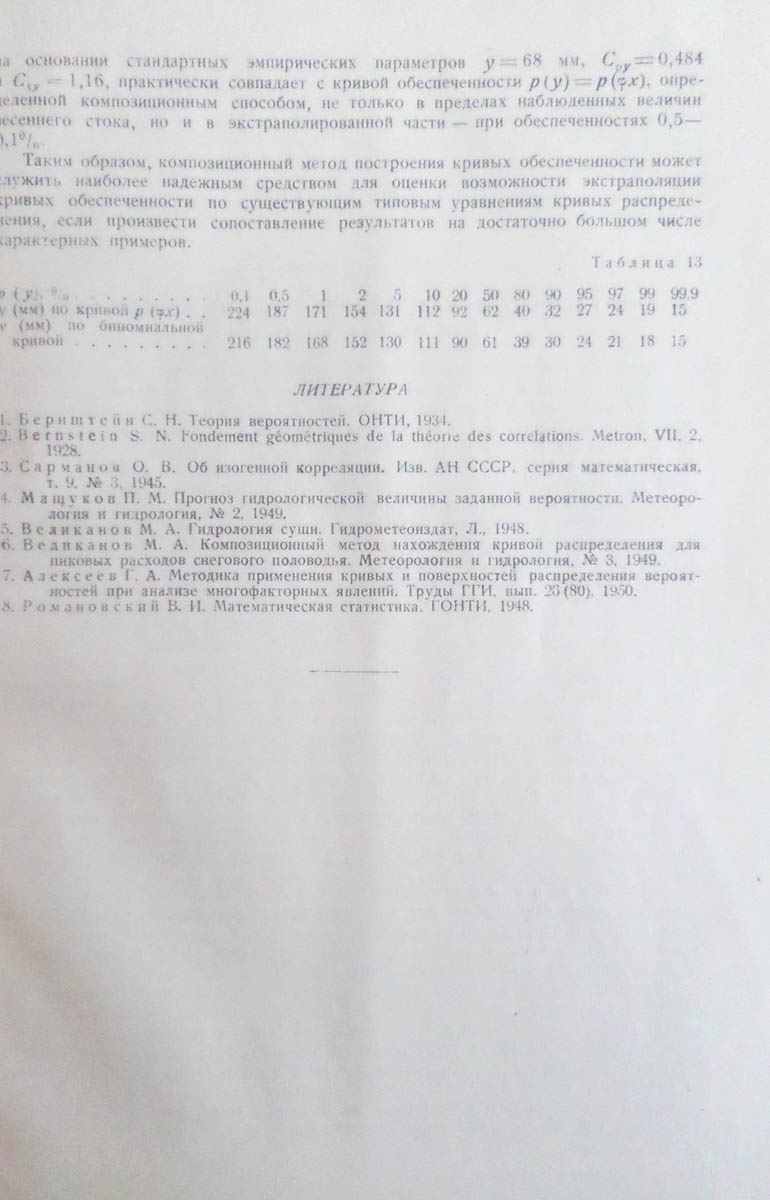 на основании стандартных эмпирических параметров y = 68 мм, Cvy = 0,484
и Csy = 1,16, практически совпадает с кривой обеспеченности p(y) = p(φx), опре-
деленной композиционным способом, не только в пределах наблюденных величин
весеннего стока, но и в экстраполированной части — при обеспеченностях 0,5—
0,1%.
Таким образом, композиционный метод построения кривых обеспеченности может
служить наиболее надежным средством для оценки возможности экстраполяции
кривых обеспеченности по существующим типовым уравнениям кривых распреде-
ления, если произвести сопоставление результатов на достаточно большом числе
характерных примеров.
Таблица 13
p (y), % . . . . . . . . . 0,1 0,5 1 2 5 10 20 50 80 90 95 97 99 99,9
y (мм) по кривой p (φx) . . 224 187 171 154 131 112 92 62 40 32 27 24 19 15
y (мм) по биномиальной
кривой . . . . . . . . . 216 182 168 152 130 111 90 61 39 30 24 21 18 15
ЛИТЕРАТУРА
1. Бернштейн С. Н. Теория вероятностей. ОНТИ, 1934.
2. Bernstein S. N. Fondement géométriques de la théorie des correlations. Metron, VII, 2,
1928.
3. Сарманов О. В. Об изогенной корреляции. Изв. АН СССР, серия математическая,
т. 9, № 3, 1945.
4. Мащуков П. М. Прогноз гидрологической величины заданной вероятности. Метеоро-
логия и гидрология, № 2, 1949.
5. Великанов М. А. Гидрология суши. Гидрометеоиздат, Л., 1948.
6. Великанов М. А. Композиционный метод нахождения кривой распределения для
пиковых расходов снегового половодья. Метеорология и гидрология, № 3, 1949.
7. Алексеев Г. А. Методика применения кривых и поверхностей распределения вероят-
ностей при анализе многофакторных явлений. Труды ГГИ, вып. 26 (80), 1950.
8. Романовский В. И. Математическая статистика. ГОНТИ, 1948.